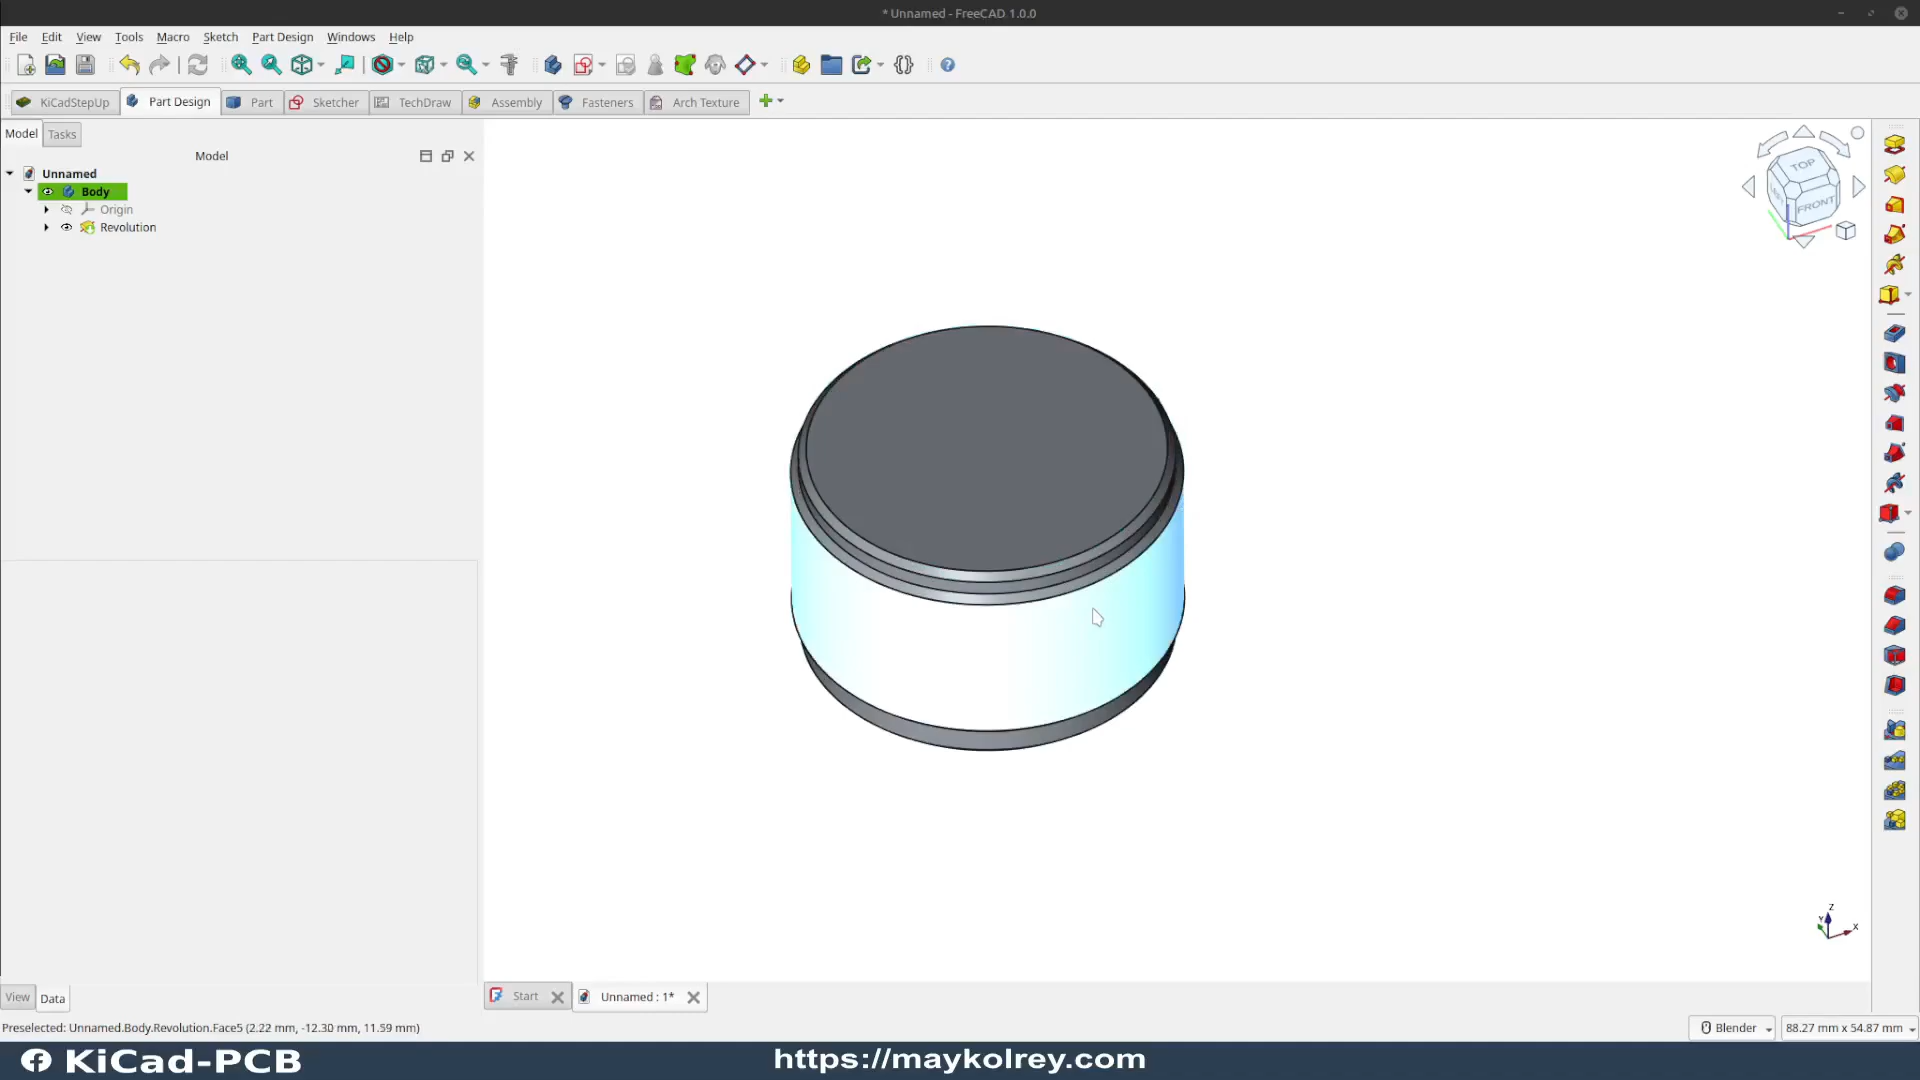 * Unnamed - FreeCAD 1.0.0
File Edit View Tools Macro Sketch Part Design Windows Help
KiCadStepUp Part Design Part Sketcher TechDraw Assembly Fasteners Arch Texture
Model Tasks
Model
Unnamed
Body
Origin
Revolution
TOP
FRONT
Z
Y
X
View Data
Start Unnamed : 1*
Preselected: Unnamed.Body.Revolution.Face5 (2.22 mm, -12.30 mm, 11.59 mm)
Blender 88.27 mm x 54.87 mm
KiCad-PCB https://maykolrey.com